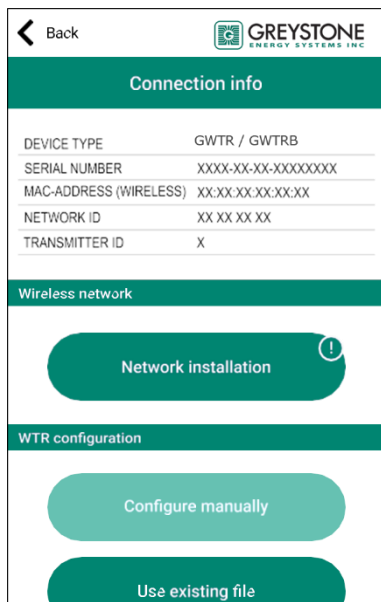 Back
GREYSTONE
ENERGY SYSTEMS INC
Connection info
DEVICE TYPE GWTR / GWTRB
SERIAL NUMBER XXXX-XX-XX-XXXXXXXX
MAC-ADDRESS (WIRELESS) XX:XX:XX:XX:XX:XX
NETWORK ID XX XX XX XX
TRANSMITTER ID X
Wireless network
Network installation
!
WTR configuration
Configure manually
Use existing file